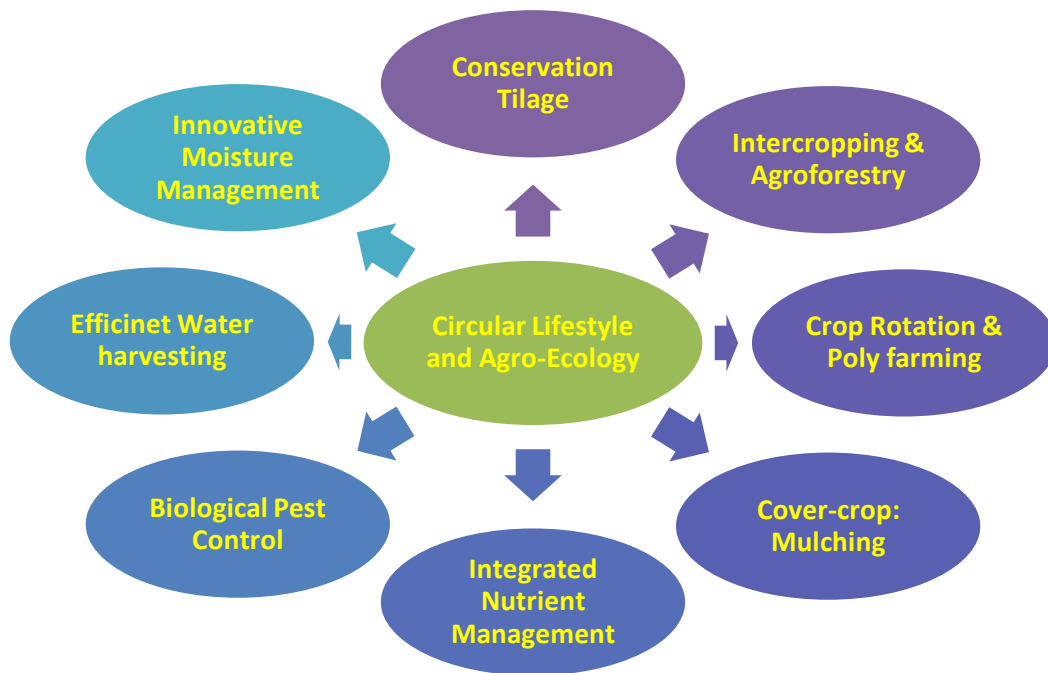 Conservation
Tilage
Innovative
Moisture
Management
Intercropping &
Agroforestry
Efficinet Water
harvesting
Circular Lifestyle
and Agro-Ecology
Crop Rotation &
Poly farming
Biological Pest
Control
Cover-crop:
Mulching
Integrated
Nutrient
Management